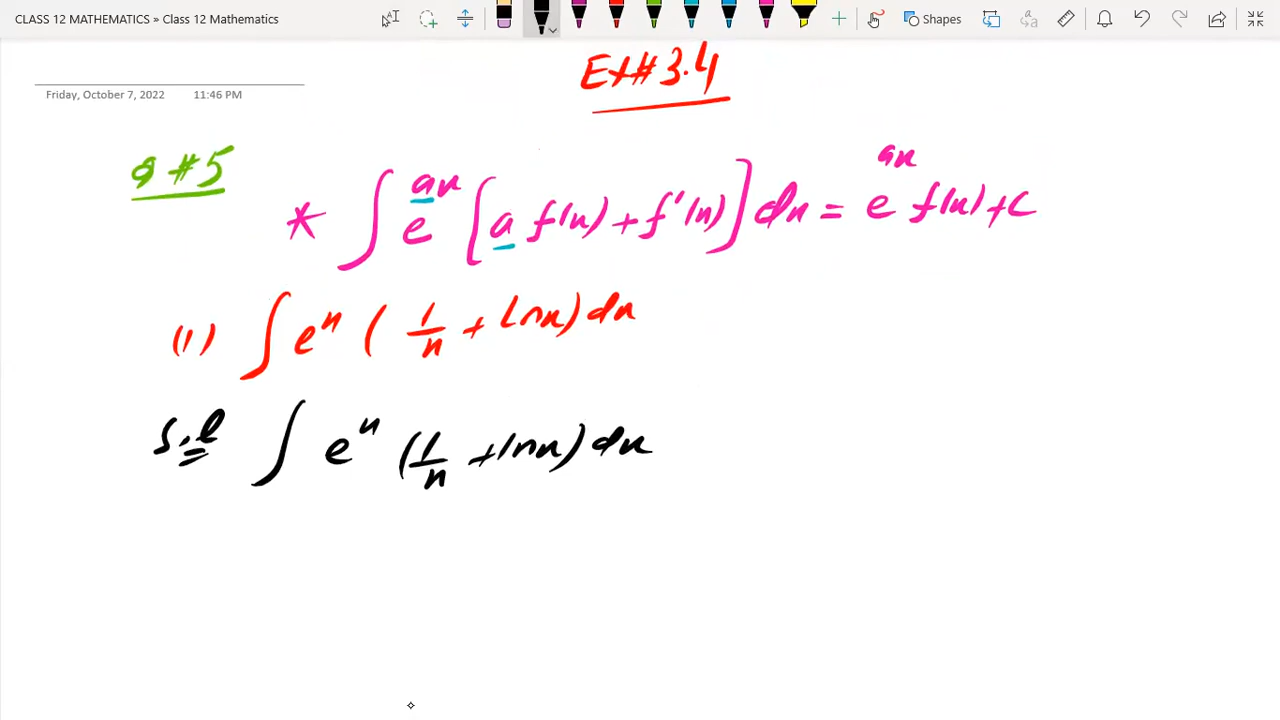 CLASS 12 MATHEMATICS » Class 12 Mathematics
Shapes
Ex# 3.4
Friday, October 7, 2022 11:46 PM
Q #5
* ∫ e^{ax} [a f(x) + f'(x)] dx = e^{ax} f(x) + c
(i) ∫ e^x (1/x + ln x) dx
Sol ∫ e^x (1/x + ln x) dx